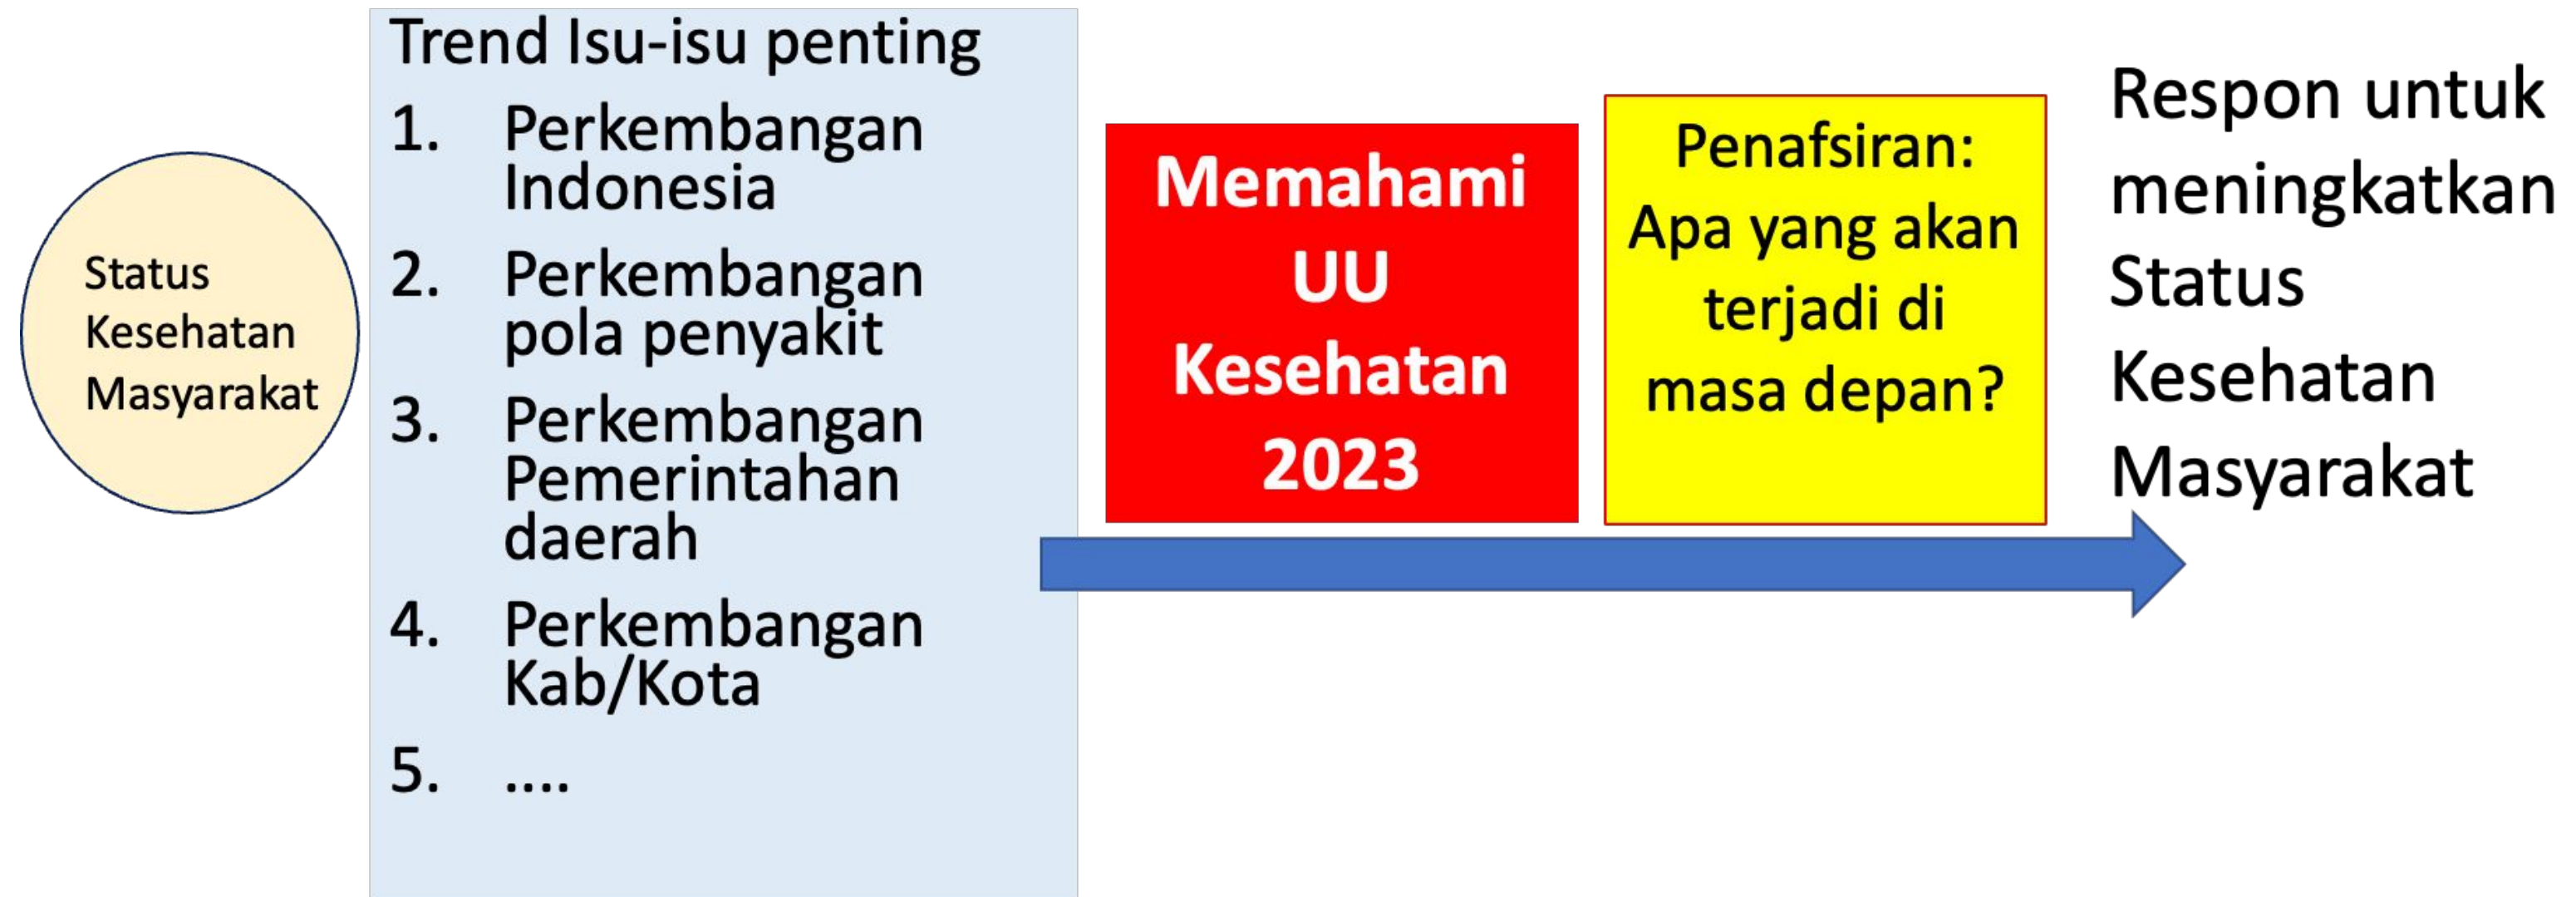 Status
Kesehatan
Masyarakat
Trend Isu-isu penting
1. Perkembangan
Indonesia
2. Perkembangan
pola penyakit
3. Perkembangan
Pemerintahan
daerah
4. Perkembangan
Kab/Kota
5. ....
Memahami
UU
Kesehatan
2023
Penafsiran:
Apa yang akan
terjadi di
masa depan?
Respon untuk
meningkatkan
Status
Kesehatan
Masyarakat